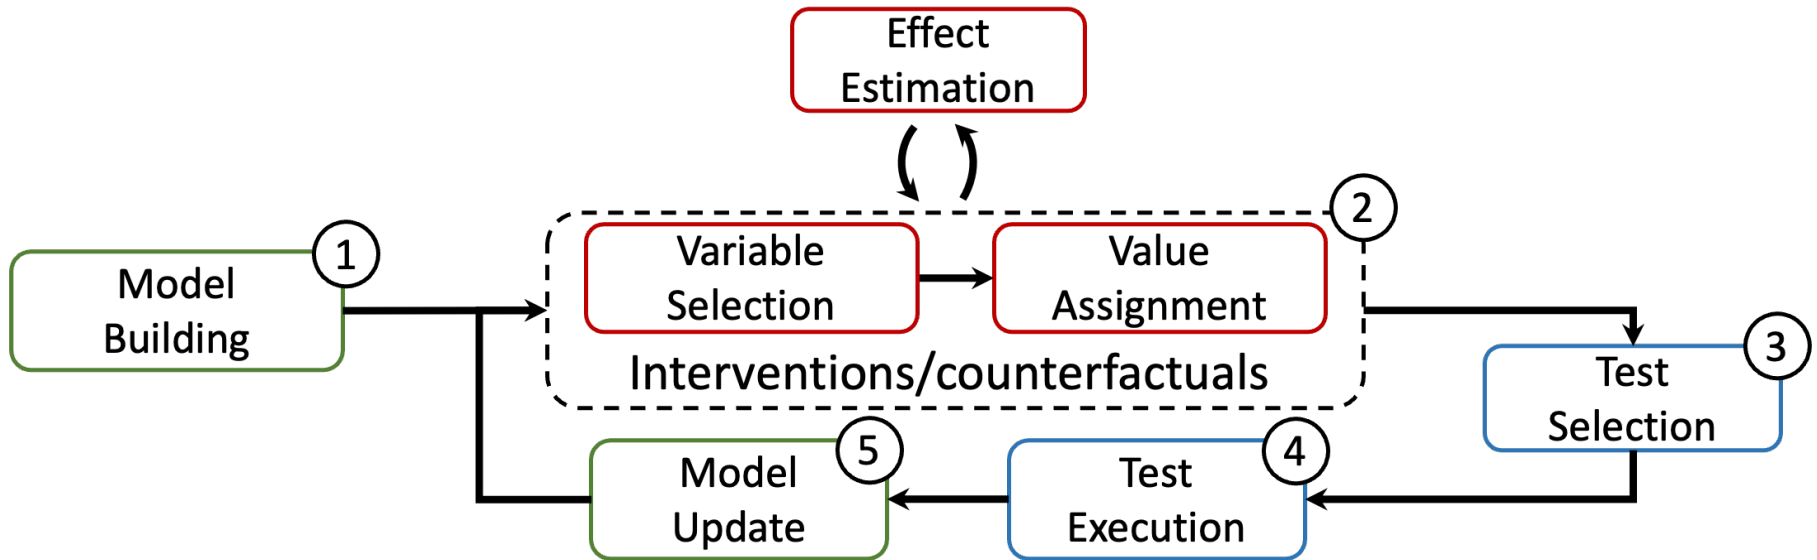 Effect
Estimation
1
Model
Building
2
Variable
Selection
Value
Assignment
Interventions/counterfactuals
3
Test
Selection
4
Test
Execution
5
Model
Update